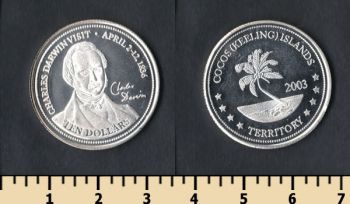 CHARLES DARWIN VISIT • APRIL 2-12, 1836
Charles Darwin
TEN DOLLARS
COCOS (KEELING) ISLANDS
2003
TERRITORY
1 2 3 4 5 6 7